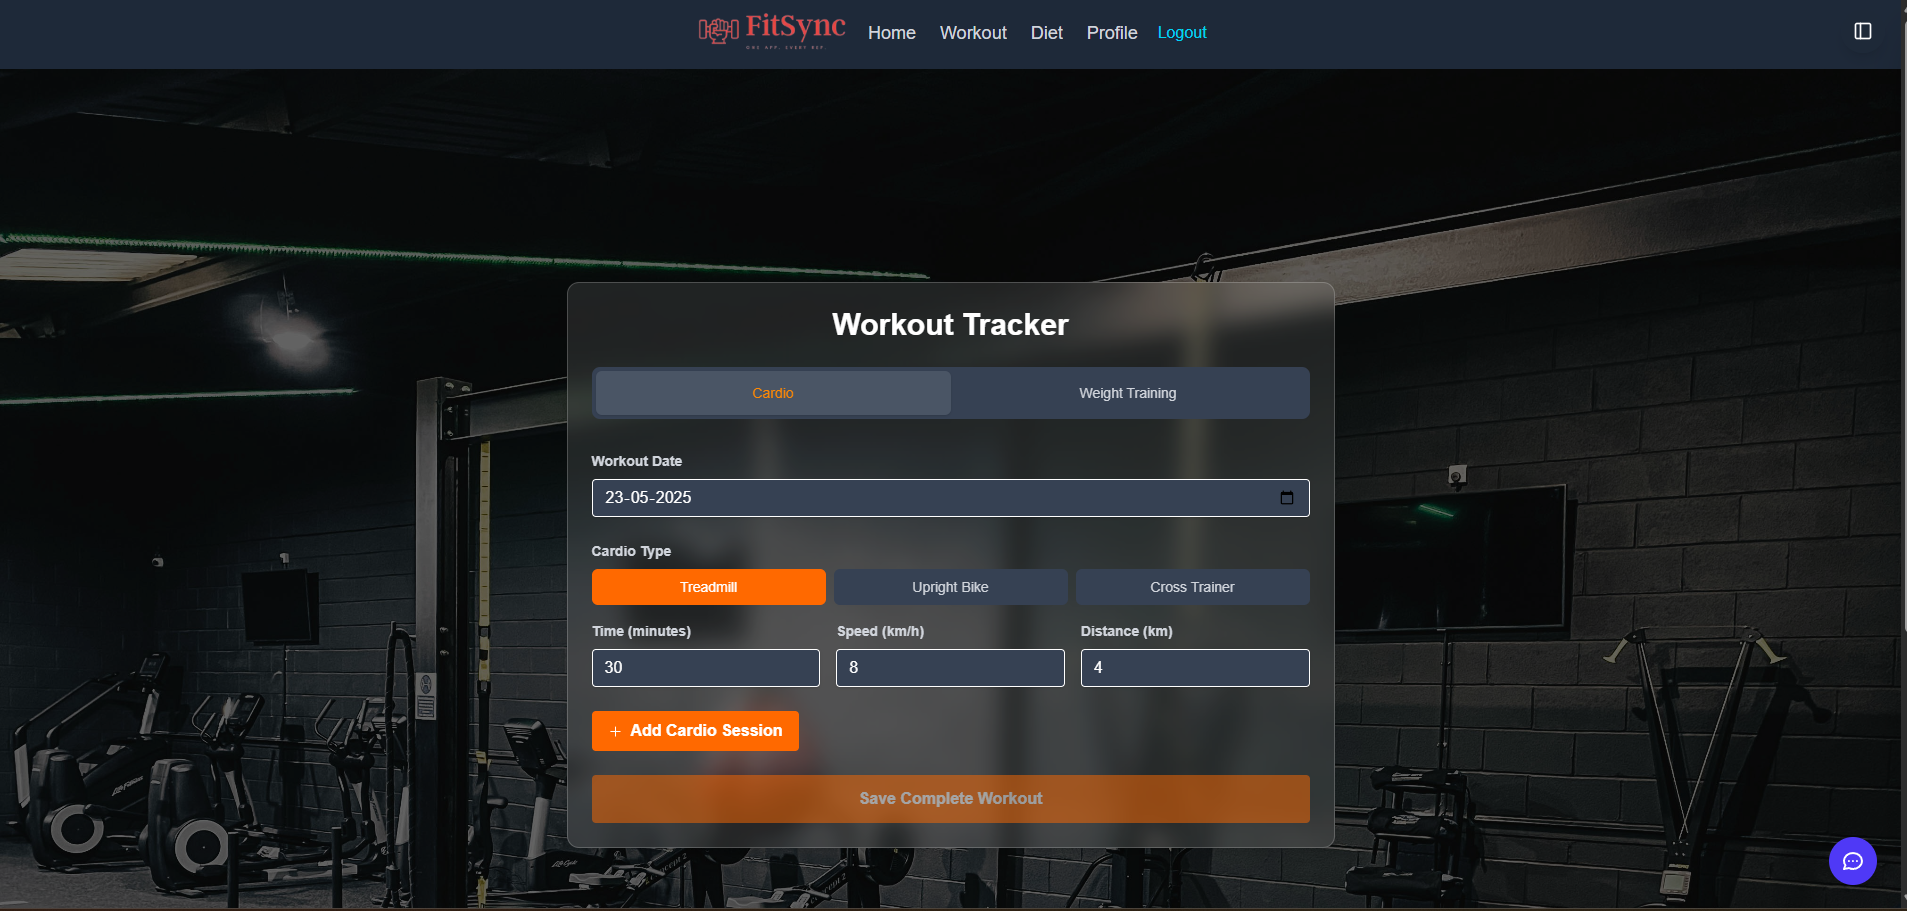 FitSync
ONE APP. EVERY REP.
Home Workout Diet Profile Logout
Workout Tracker
Cardio Weight Training
Workout Date
23-05-2025
Cardio Type
Treadmill Upright Bike Cross Trainer
Time (minutes) Speed (km/h) Distance (km)
30 8 4
+ Add Cardio Session
Save Complete Workout